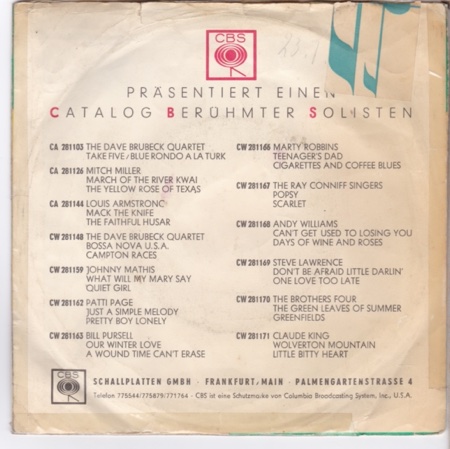 CBS
PRÄSENTIERT EINEN
CATALOG BERÜHMTER SOLISTEN
CA 281103 THE DAVE BRUBECK QUARTET
TAKE FIVE / BLUE RONDO A LA TURK
CA 281126 MITCH MILLER
MARCH OF THE RIVER KWAI
THE YELLOW ROSE OF TEXAS
CA 281144 LOUIS ARMSTRONG
MACK THE KNIFE
THE FAITHFUL HUSAR
CW 281148 THE DAVE BRUBECK QUARTET
BOSSA NOVA U.S.A.
CAMPTON RACES
CW 281159 JOHNNY MATHIS
WHAT WILL MY MARY SAY
QUIET GIRL
CW 281162 PATTI PAGE
JUST A SIMPLE MELODY
PRETTY BOY LONELY
CW 281163 BILL PURSELL
OUR WINTER LOVE
A WOUND TIME CAN'T ERASE
CW 281166 MARTY ROBBINS
TEENAGER'S DAD
CIGARETTES AND COFFEE BLUES
CW 281167 THE RAY CONNIFF SINGERS
POPSY
SCARLET
CW 281168 ANDY WILLIAMS
CAN'T GET USED TO LOSING YOU
DAYS OF WINE AND ROSES
CW 281169 STEVE LAWRENCE
DON'T BE AFRAID LITTLE DARLIN'
ONE LOVE TOO LATE
CW 281170 THE BROTHERS FOUR
THE GREEN LEAVES OF SUMMER
GREENFIELDS
CW 281171 CLAUDE KING
WOLVERTON MOUNTAIN
LITTLE BITTY HEART
CBS
SCHALLPLATTEN GMBH · FRANKFURT/MAIN · PALMENGARTENSTRASSE 4
Telefon 775544/775879/771764 · CBS ist eine Schutzmarke von Columbia Broadcasting System, Inc., U.S.A.